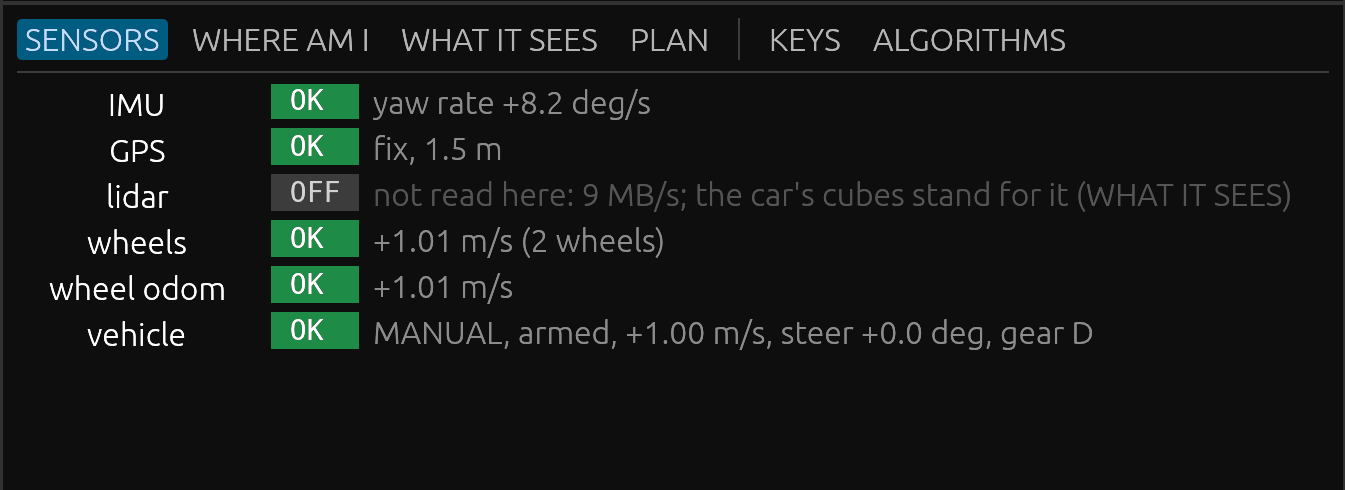 SENSORS WHERE AM I WHAT IT SEES PLAN KEYS ALGORITHMS
IMU OK yaw rate +8.2 deg/s
GPS OK fix, 1.5 m
lidar OFF not read here: 9 MB/s; the car's cubes stand for it (WHAT IT SEES)
wheels OK +1.01 m/s (2 wheels)
wheel odom OK +1.01 m/s
vehicle OK MANUAL, armed, +1.00 m/s, steer +0.0 deg, gear D